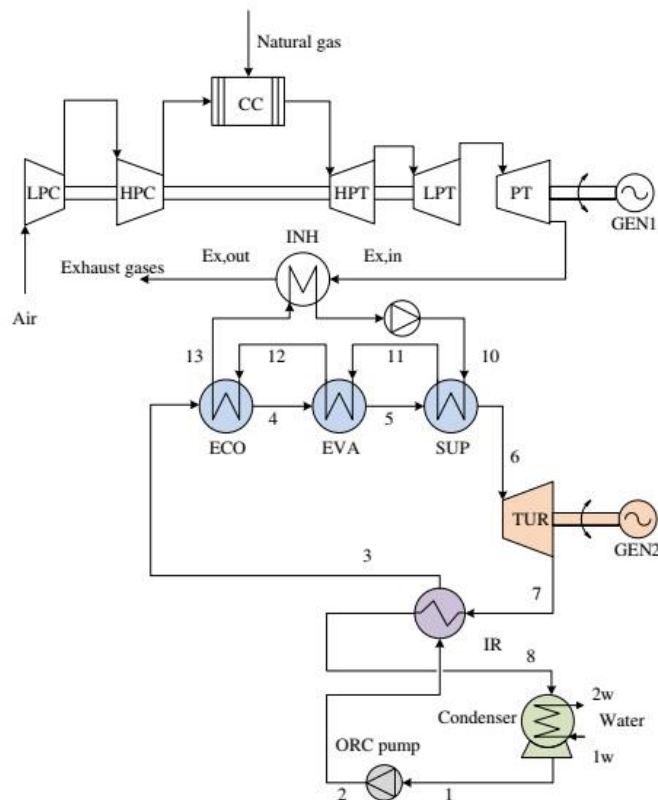 Natural gas
CC
LPC
HPC
HPT
LPT
PT
GEN1
INH
Ex,out
Ex,in
Exhaust gases
Air
13
12
11
10
4
5
ECO
EVA
SUP
6
TUR
GEN2
3
7
IR
8
2w
Condenser
Water
ORC pump
1w
2
1